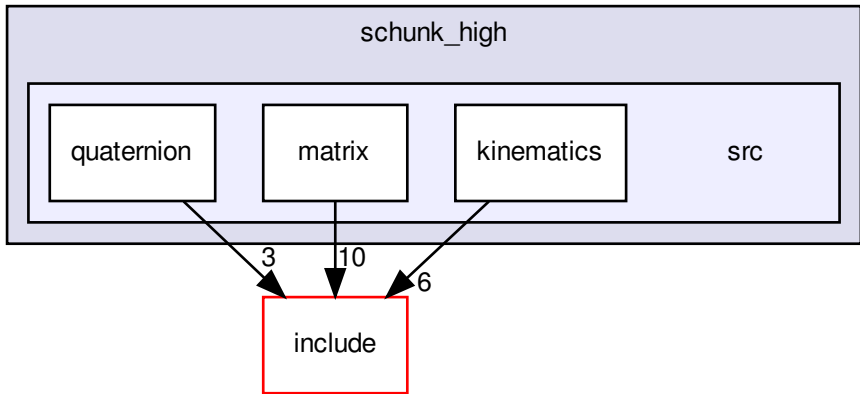 schunk_high
quaternion
matrix
kinematics
src
3
10
6
include